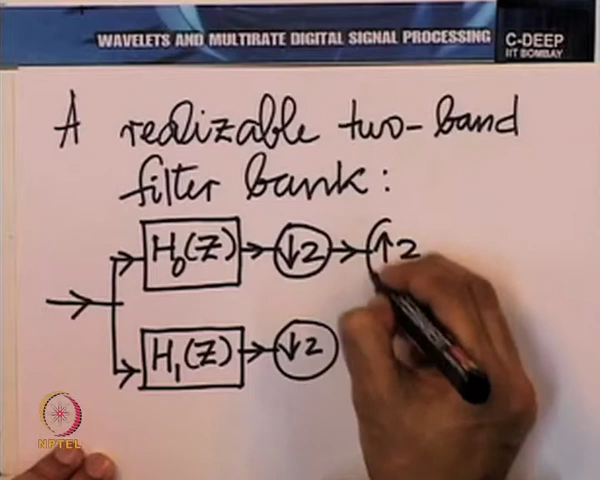 WAVELETS AND MULTIRATE DIGITAL SIGNAL PROCESSING
C-DEEP
IIT BOMBAY
A realizable two-band
filter bank:
H₀(Z) ↓2 ↑2
H₁(Z) ↓2
NPTEL